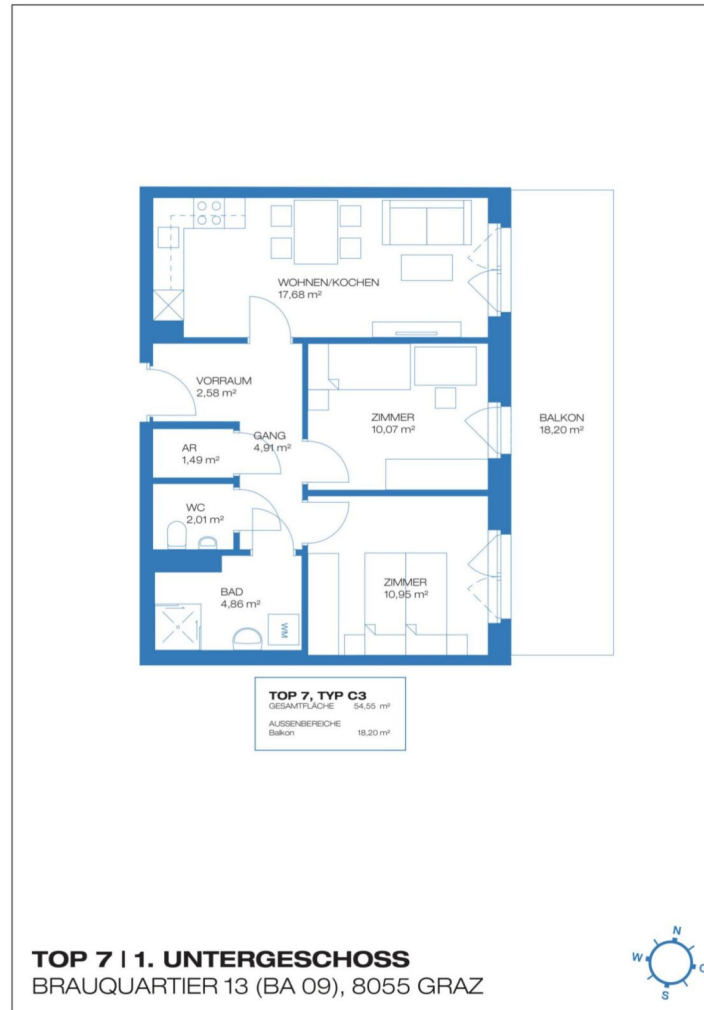 WOHNEN/KOCHEN
17,68 m²
VORRAUM
2,58 m²
GANG
4,91 m²
ZIMMER
10,07 m²
BALKON
18,20 m²
AR
1,49 m²
WC
2,01 m²
BAD
4,86 m²
WM
ZIMMER
10,95 m²
TOP 7, TYP C3
GESAMTFLÄCHE 54,55 m²
AUSSENBEREICHE
Balkon 18,20 m²
TOP 7 | 1. UNTERGESCHOSS
BRAUQUARTIER 13 (BA 09), 8055 GRAZ
N
W
O
S